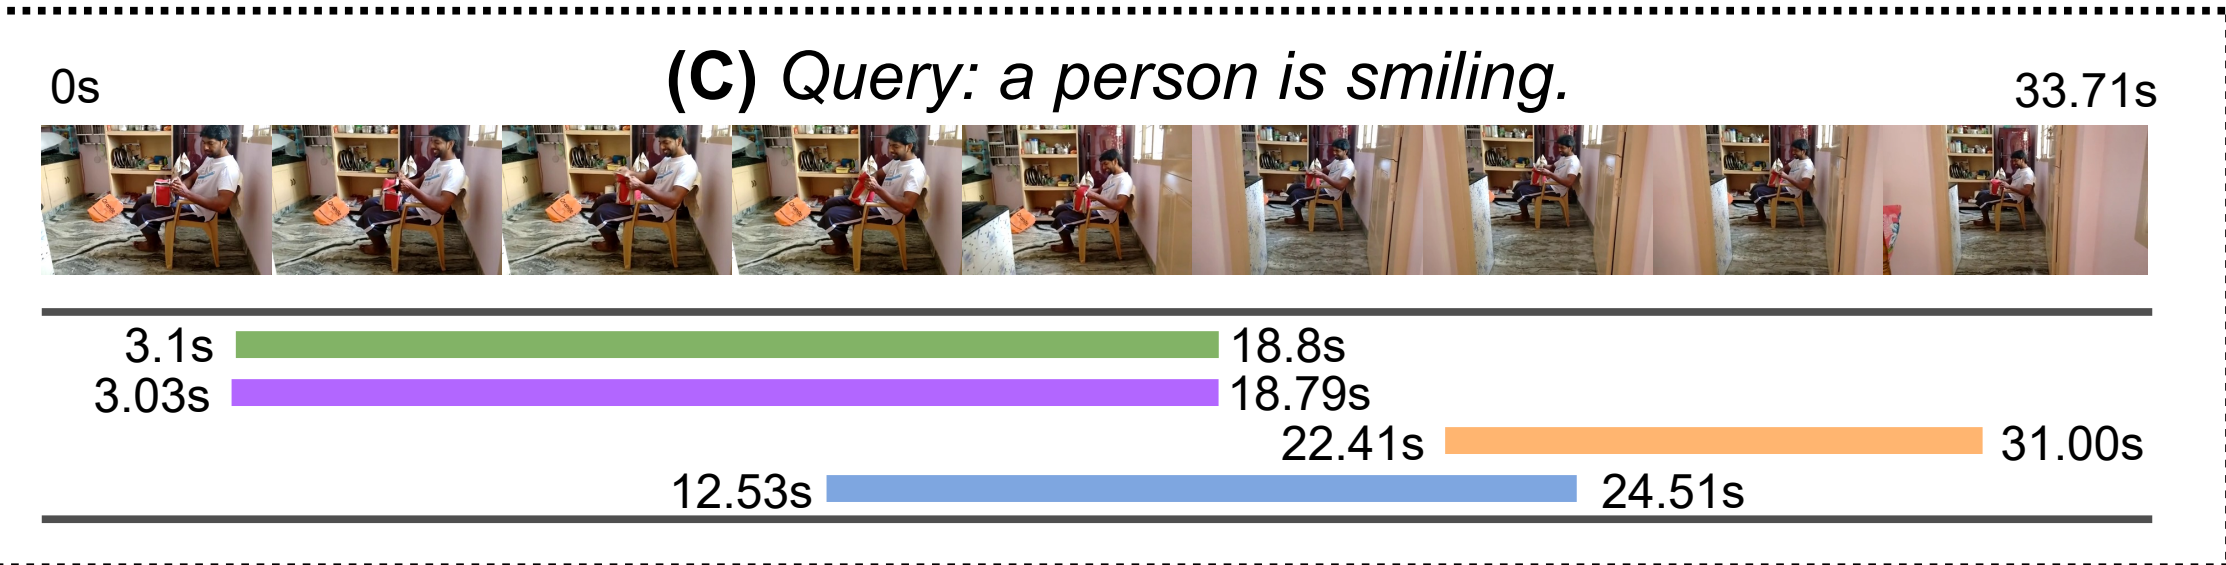 (C) Query: a person is smiling.
0s
33.71s
3.1s
18.8s
3.03s
18.79s
22.41s
31.00s
12.53s
24.51s